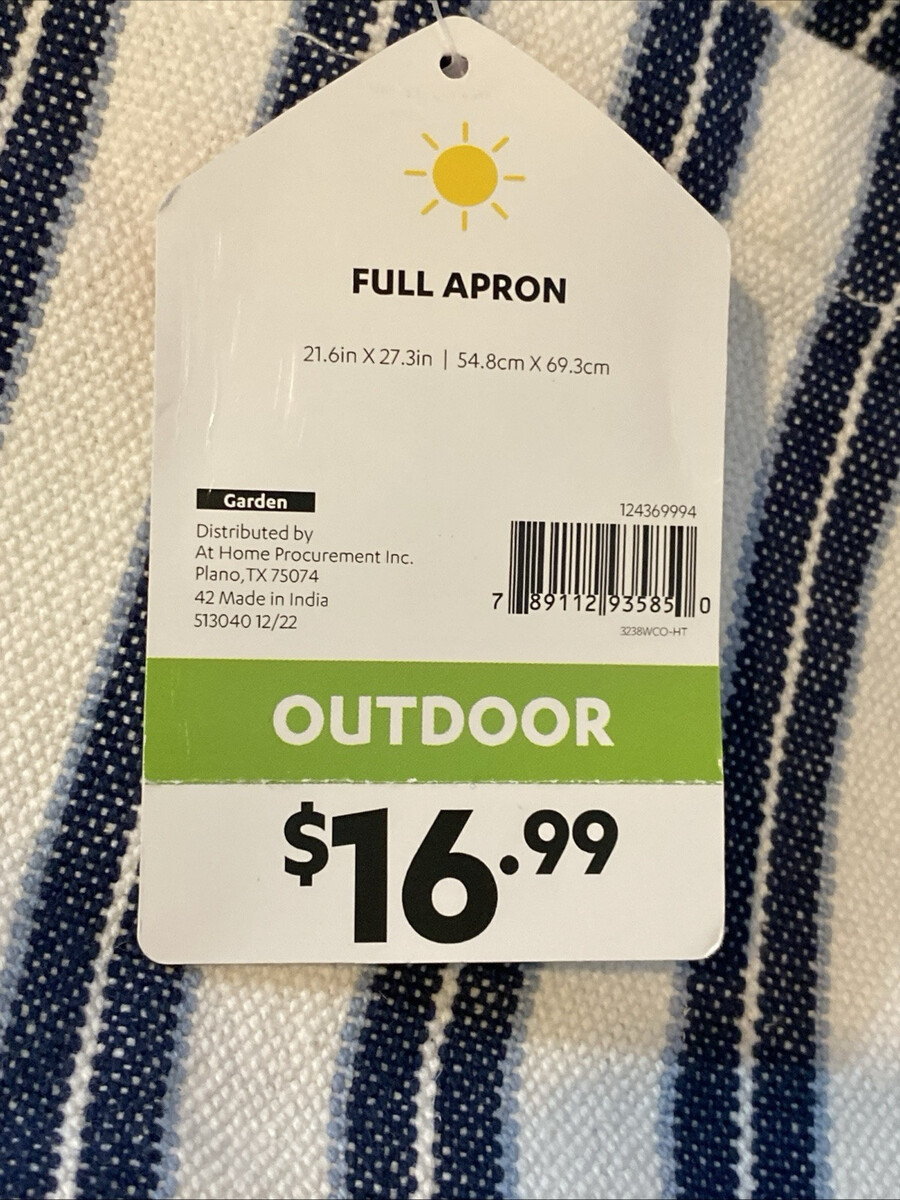 FULL APRON
21.6in X 27.3in | 54.8cm X 69.3cm
Garden
Distributed by
At Home Procurement Inc.
Plano, TX 75074
42 Made in India
513040 12/22
124369994
7 89112 93585 0
3238WCO-HT
OUTDOOR
$16.99